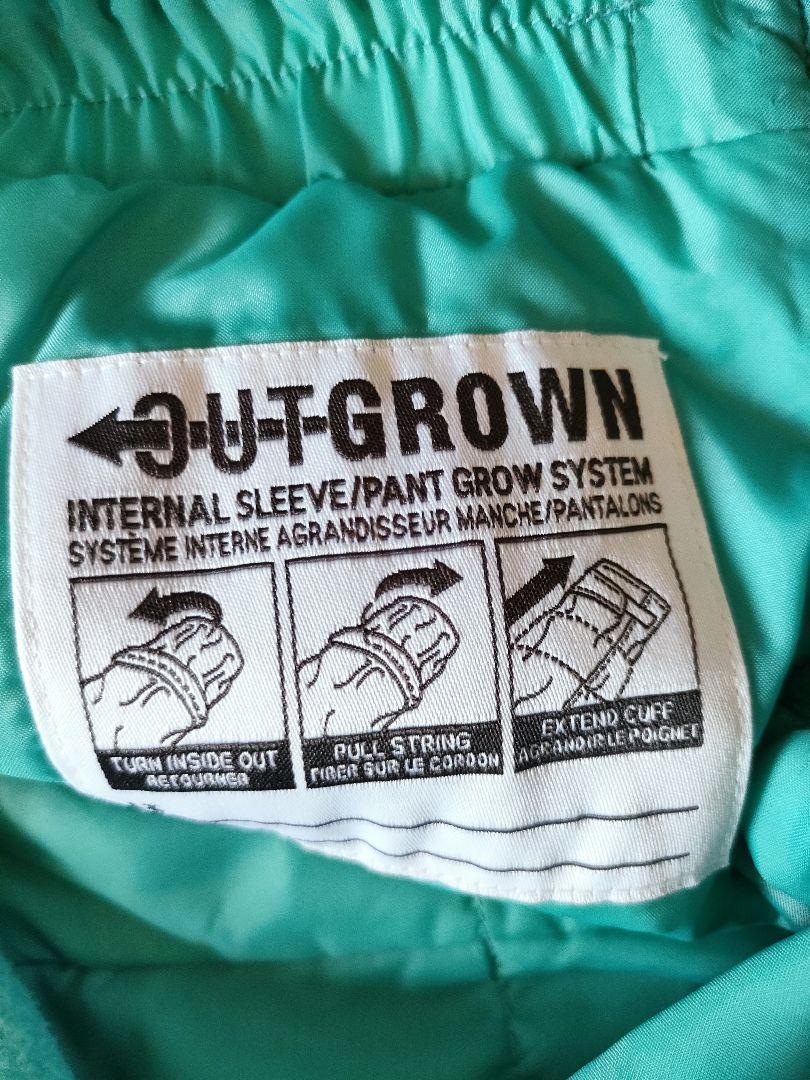 OUTGROWN
INTERNAL SLEEVE/PANT GROW SYSTEM
SYSTÈME INTERNE AGRANDISSEUR MANCHE/PANTALONS
TURN INSIDE OUT
RETOURNER
PULL STRING
TIRER SUR LE CORDON
EXTEND CUFF
AGRANDIR LE POIGNET